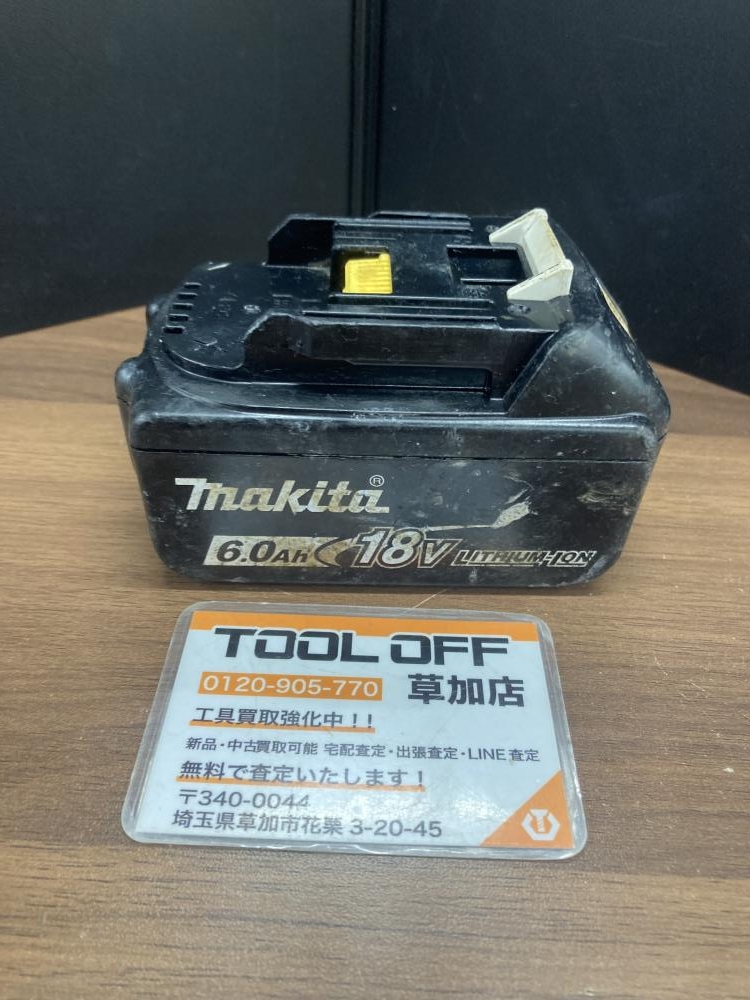 makita®
6.0Ah 18V LITHIUM-ION
TOOL OFF
0120-905-770 草加店
工具買取強化中！！
新品・中古買取可能 宅配査定・出張査定・LINE査定
無料で査定いたします！
〒340-0044
埼玉県草加市花栗 3-20-45